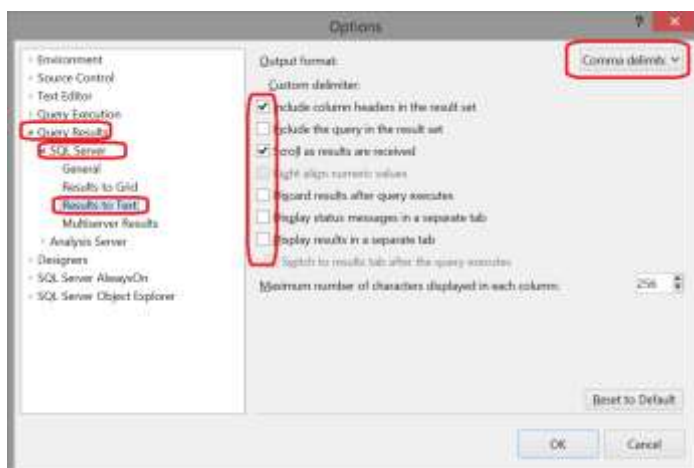 Options
?
Environment
Source Control
Text Editor
Query Execution
Query Results
SQL Server
General
Results to Grid
Results to Text
Multiserver Results
Analysis Server
Designers
SQL Server AlwaysOn
SQL Server Object Explorer
Output format:
Comma delimite
Custom delimiter:
Include column headers in the result set
Include the query in the result set
Scroll as results are received
Right align numeric values
Discard results after query executes
Display status messages in a separate tab
Display results in a separate tab
Switch to results tab after the query executes
Maximum number of characters displayed in each column:
256
Reset to Default
OK
Cancel